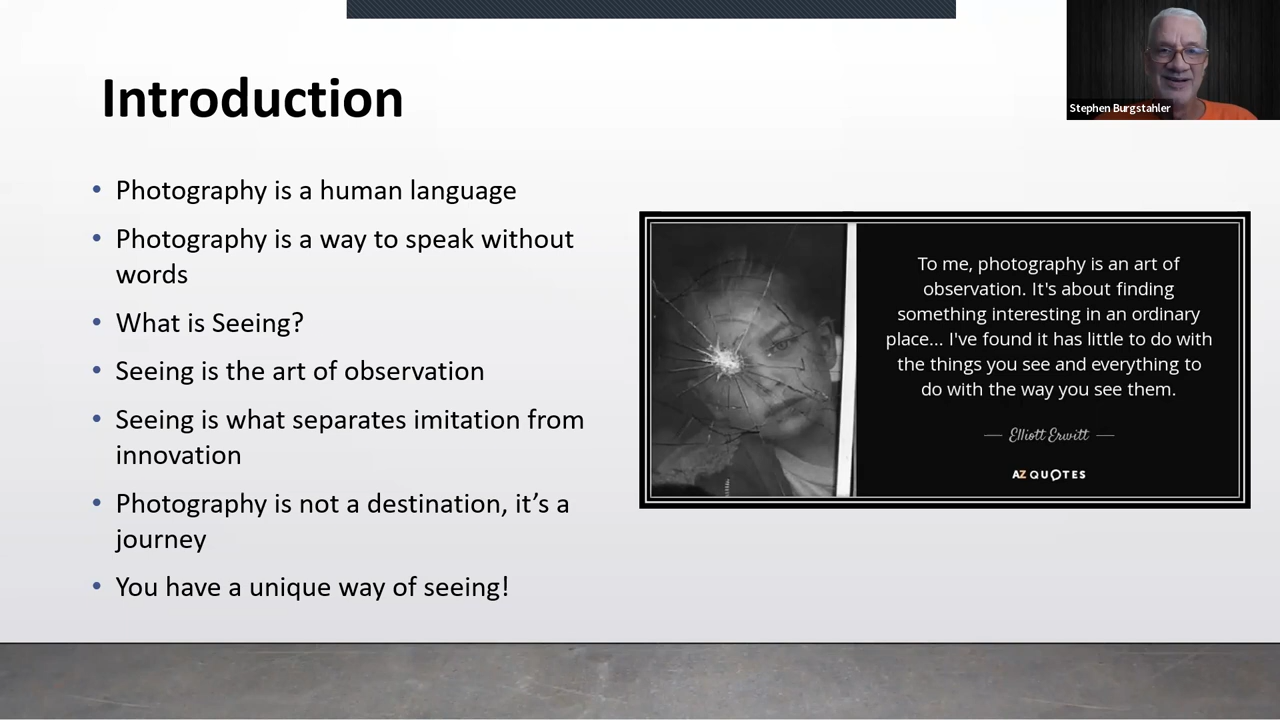 Introduction
Stephen Burgstahler
• Photography is a human language
• Photography is a way to speak without
words
• What is Seeing?
• Seeing is the art of observation
• Seeing is what separates imitation from
innovation
• Photography is not a destination, it’s a
journey
• You have a unique way of seeing!
To me, photography is an art of
observation. It's about finding
something interesting in an ordinary
place... I've found it has little to do with
the things you see and everything to
do with the way you see them.
— Elliott Erwitt —
AZ QUOTES